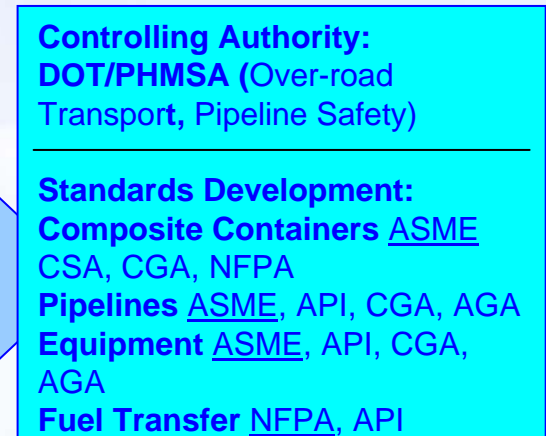 Controlling Authority:
DOT/PHMSA (Over-road
Transport, Pipeline Safety)
Standards Development:
Composite Containers ASME
CSA, CGA, NFPA
Pipelines ASME, API, CGA, AGA
Equipment ASME, API, CGA,
AGA
Fuel Transfer NFPA, API